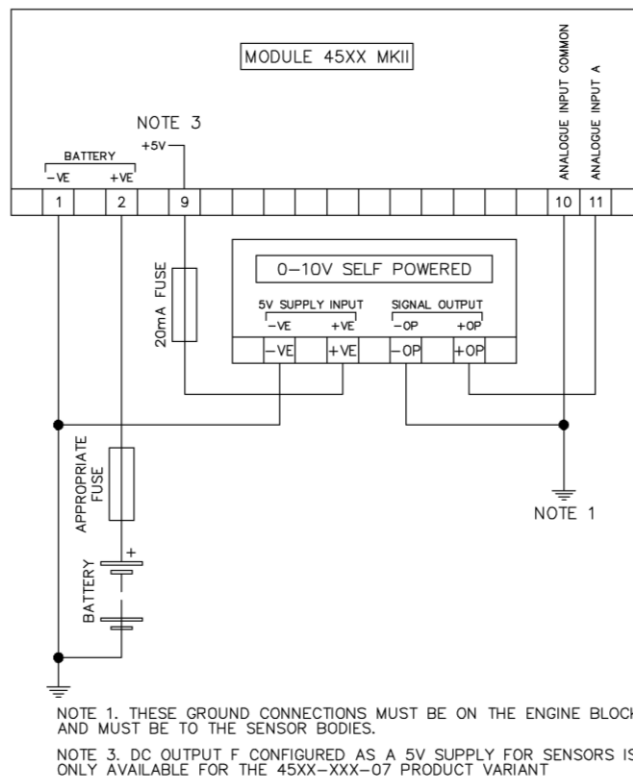 MODULE 45XX MKII
ANALOGUE INPUT COMMON
ANALOGUE INPUT A
NOTE 3
+5V
BATTERY
-VE +VE
1 2 9 10 11
20mA FUSE
0-10V SELF POWERED
5V SUPPLY INPUT SIGNAL OUTPUT
-VE +VE -OP +OP
-VE +VE -OP +OP
APPROPRIATE
FUSE
NOTE 1
+
BATTERY
NOTE 1. THESE GROUND CONNECTIONS MUST BE ON THE ENGINE BLOCK
AND MUST BE TO THE SENSOR BODIES.
NOTE 3. DC OUTPUT F CONFIGURED AS A 5V SUPPLY FOR SENSORS IS
ONLY AVAILABLE FOR THE 45XX-XXX-07 PRODUCT VARIANT